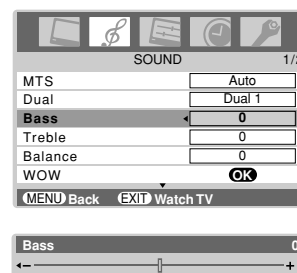 SOUND 1/2
MTS Auto
Dual Dual 1
Bass 0
Treble 0
Balance 0
WOW OK
MENU Back EXIT Watch TV
Bass 0
− +